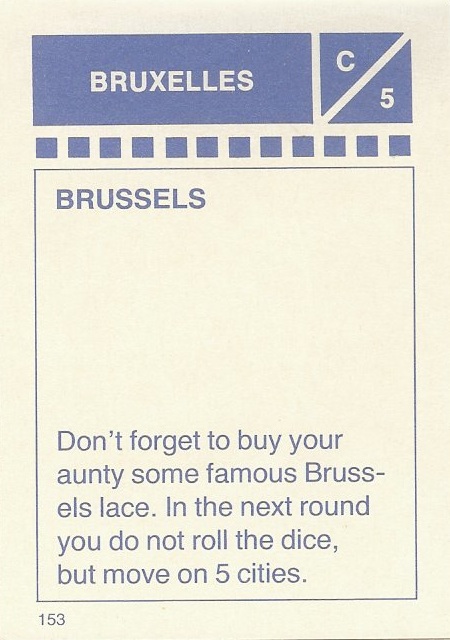 BRUXELLES
C
5
BRUSSELS
Don't forget to buy your
aunty some famous Bruss-
els lace. In the next round
you do not roll the dice,
but move on 5 cities.
153